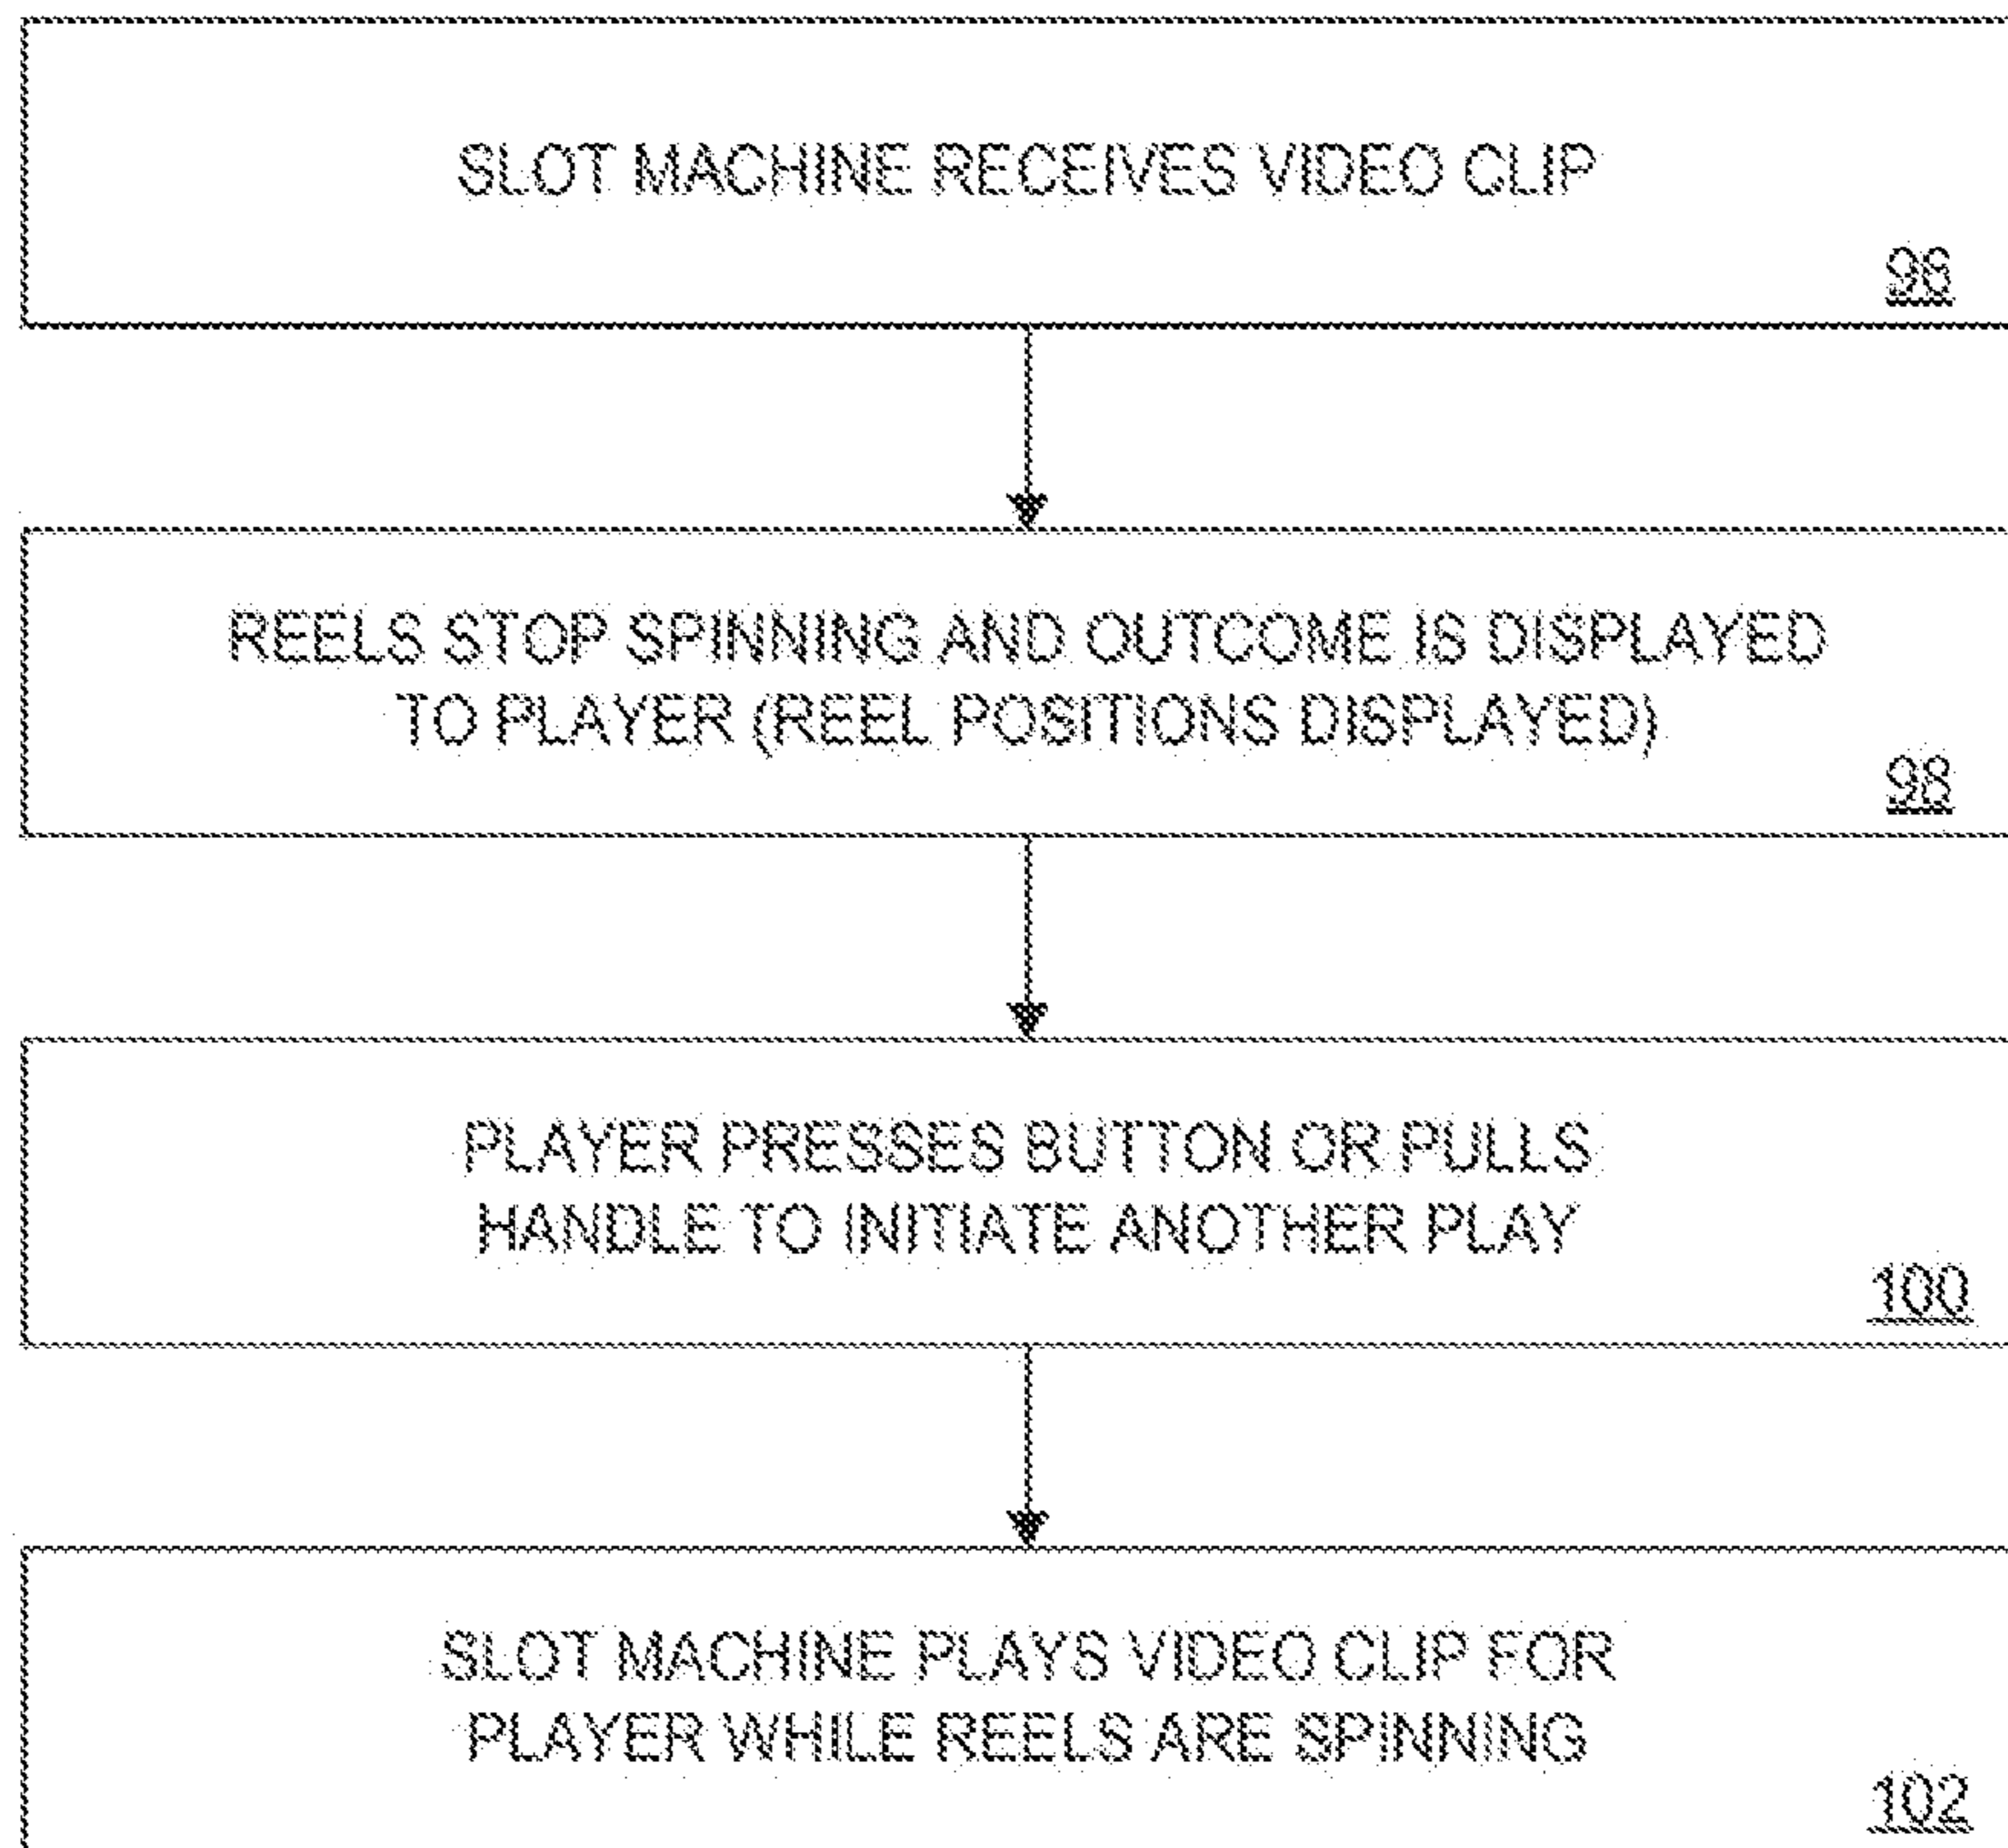 SLOT MACHINE RECEIVES VIDEO CLIP
96
REELS STOP SPINNING AND OUTCOME IS DISPLAYED
TO PLAYER (REEL POSITIONS DISPLAYED)
98
PLAYER PRESSES BUTTON OR PULLS
HANDLE TO INITIATE ANOTHER PLAY
100
SLOT MACHINE PLAYS VIDEO CLIP FOR
PLAYER WHILE REELS ARE SPINNING
102